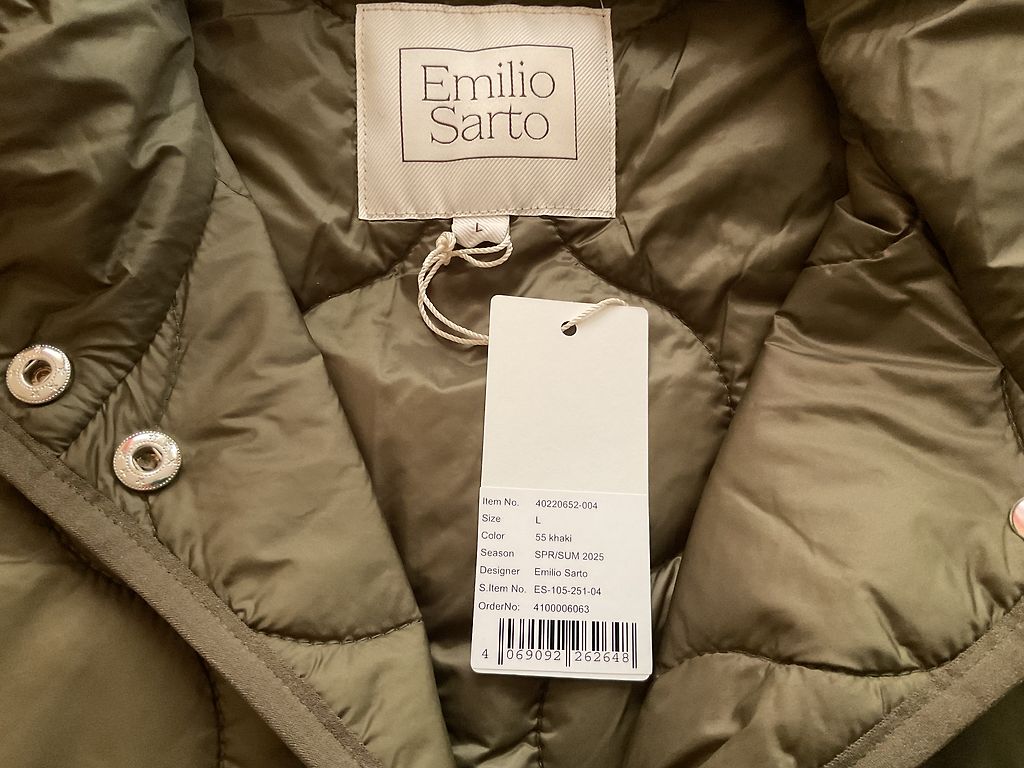 Emilio
Sarto
L
Item No. 40220652-004
Size L
Color 55 khaki
Season SPR/SUM 2025
Designer Emilio Sarto
S.Item No. ES-105-251-04
OrderNo: 4100006063
4 069092 262648